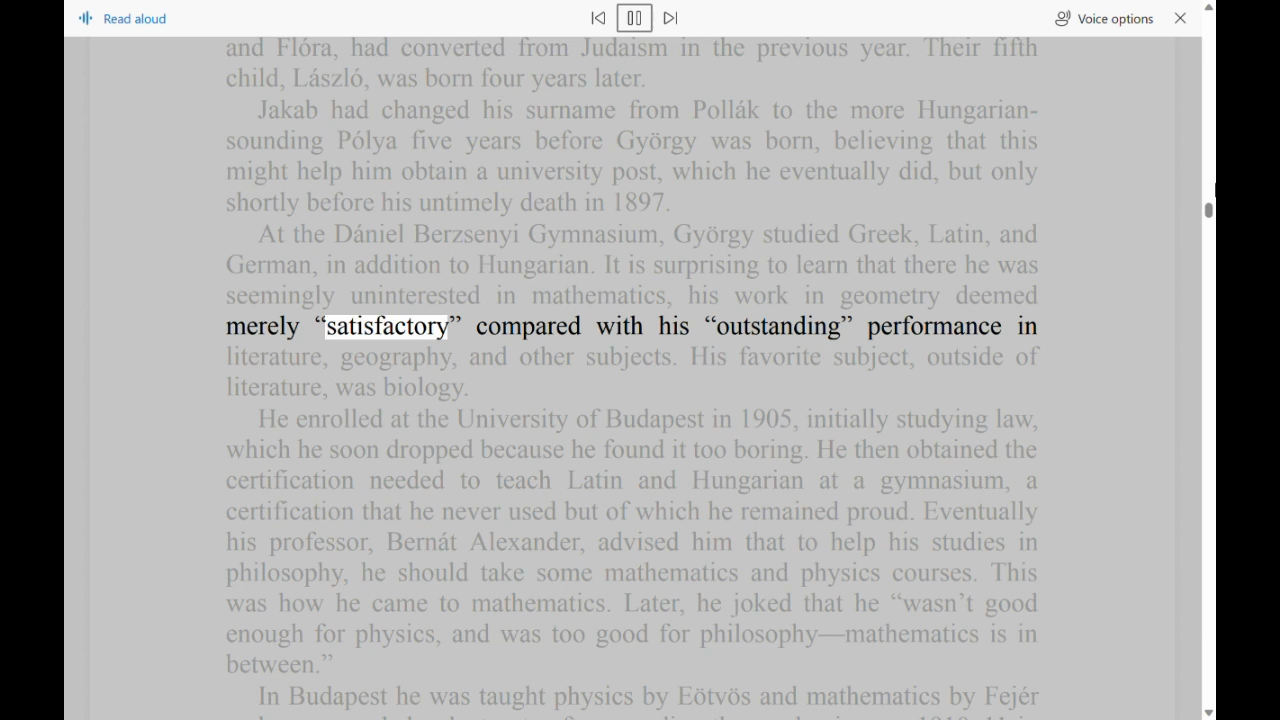 Read aloud
Voice options
and Flóra, had converted from Judaism in the previous year. Their fifth
child, László, was born four years later.
Jakab had changed his surname from Pollák to the more Hungarian-
sounding Pólya five years before György was born, believing that this
might help him obtain a university post, which he eventually did, but only
shortly before his untimely death in 1897.
At the Dániel Berzsenyi Gymnasium, György studied Greek, Latin, and
German, in addition to Hungarian. It is surprising to learn that there he was
seemingly uninterested in mathematics, his work in geometry deemed
merely “satisfactory” compared with his “outstanding” performance in
literature, geography, and other subjects. His favorite subject, outside of
literature, was biology.
He enrolled at the University of Budapest in 1905, initially studying law,
which he soon dropped because he found it too boring. He then obtained the
certification needed to teach Latin and Hungarian at a gymnasium, a
certification that he never used but of which he remained proud. Eventually
his professor, Bernát Alexander, advised him that to help his studies in
philosophy, he should take some mathematics and physics courses. This
was how he came to mathematics. Later, he joked that he “wasn’t good
enough for physics, and was too good for philosophy—mathematics is in
between.”
In Budapest he was taught physics by Eötvös and mathematics by Fejér